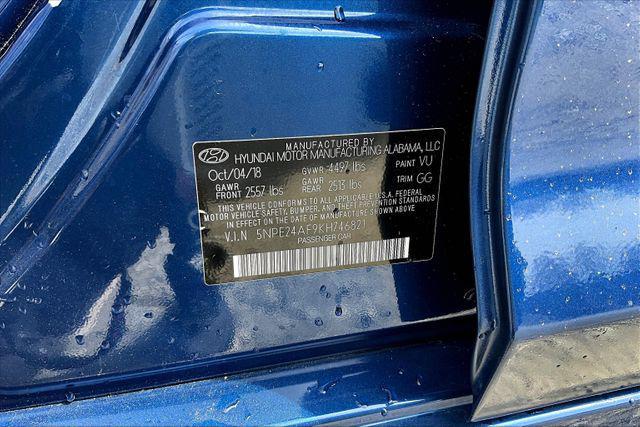 MANUFACTURED BY
HYUNDAI MOTOR MANUFACTURING ALABAMA, LLC
Oct/04/18 GVWR 4497 lbs PAINT VU
GAWR FRONT 2557 lbs GAWR REAR 2513 lbs TRIM GG
THIS VEHICLE CONFORMS TO ALL APPLICABLE U.S.A. FEDERAL
MOTOR VEHICLE SAFETY, BUMPER, AND THEFT PREVENTION STANDARDS
IN EFFECT ON THE DATE OF MANUFACTURE SHOWN ABOVE.
V.I.N 5NPE24AF9KH746821
PASSENGER CAR